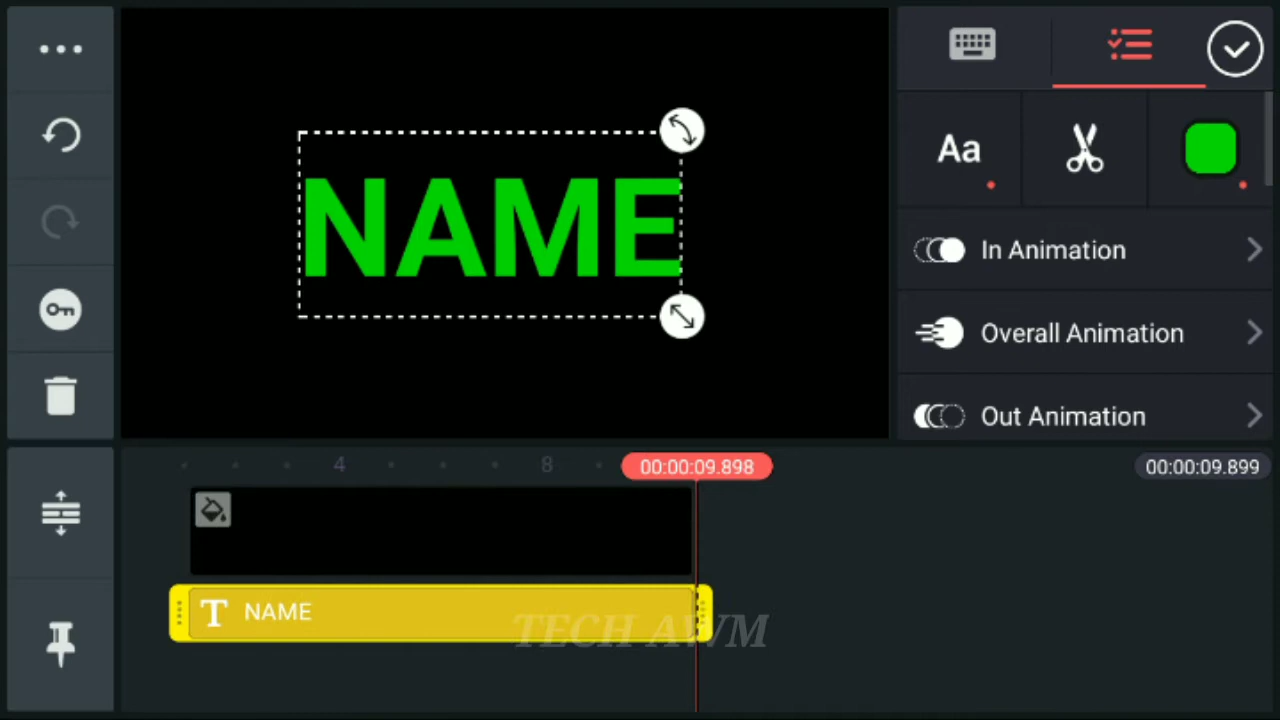 NAME
Aa
In Animation
Overall Animation
Out Animation
4
8
00:00:09.898
00:00:09.899
T NAME
TECH AWM